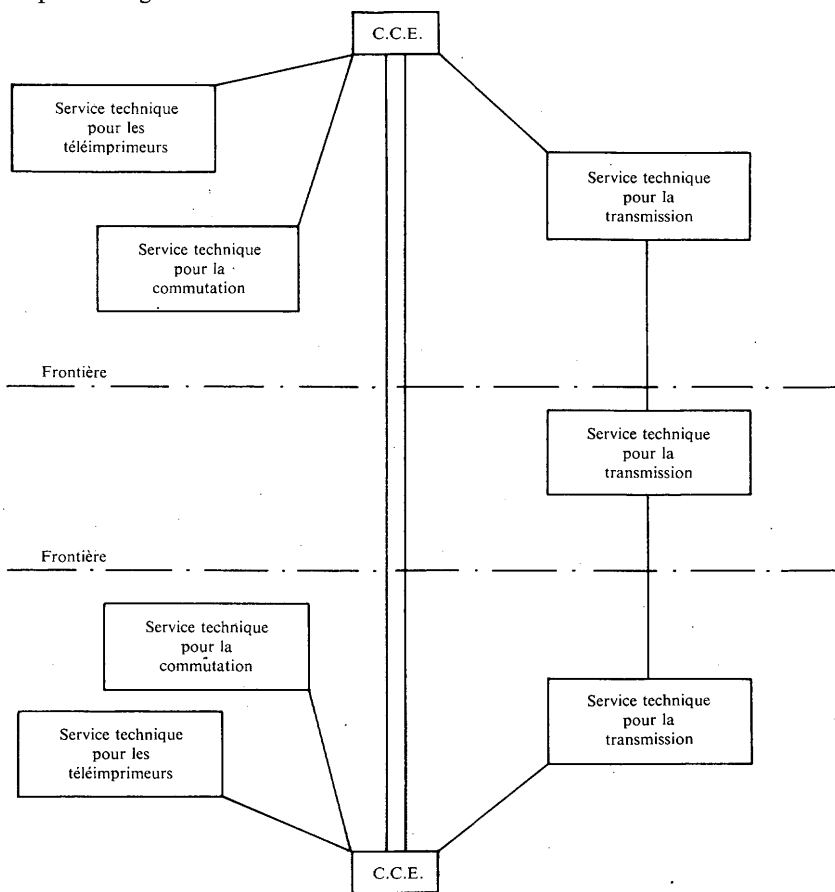 C.C.E.
Service technique
pour les
téléimprimeurs
Service technique
pour la
transmission
Service technique
pour la
commutation
Frontière
Service technique
pour la
transmission
Frontière
Service technique
pour la
commutation
Service technique
pour la
transmission
Service technique
pour les
téléimprimeurs
C.C.E.